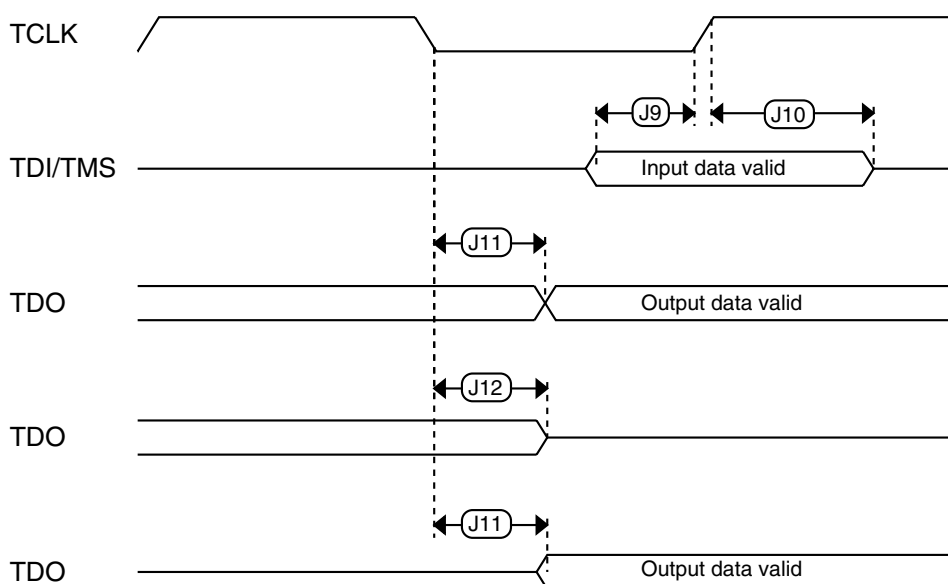 TCLK
J9
J10
TDI/TMS
Input data valid
J11
TDO
Output data valid
J12
TDO
J11
TDO
Output data valid